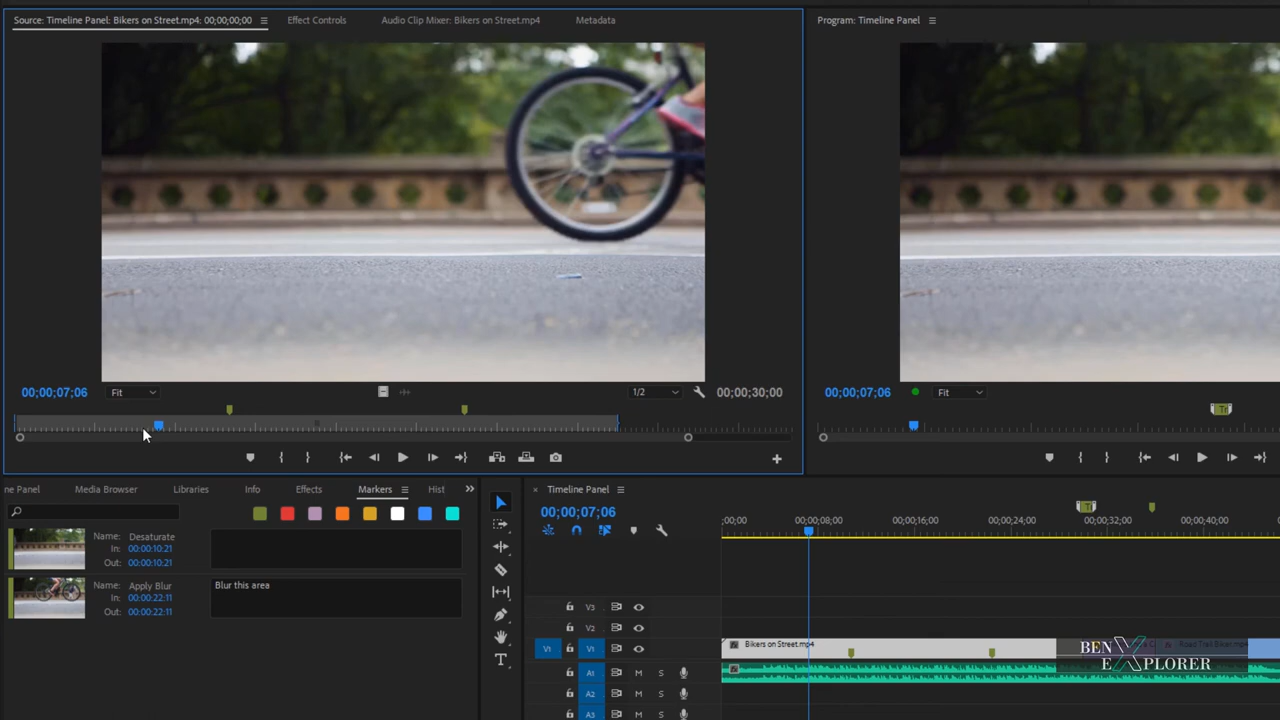 Source: Timeline Panel: Bikers on Street.mp4: 00;00;00;00
Effect Controls
Audio Clip Mixer: Bikers on Street.mp4
Metadata
Program: Timeline Panel
00;00;07;06
Fit
1/2
00;00;30;00
00;00;07;06
Fit
ne Panel
Media Browser
Libraries
Info
Effects
Markers
Hist
Name: Desaturate
In: 00:00:10:21
Out: 00:00:10:21
Name: Apply Blur
In: 00:00:22:11
Out: 00:00:22:11
Blur this area
Timeline Panel
00;00;07;06
;00;00
00;00;08;00
00;00;16;00
00;00;24;00
00;00;32;00
00;00;40;00
V3
V2
V1
V1
Bikers on Street.mp4
Road Trail Biker.mp4
A1
M
S
A2
M
S
A3
M
S
BEN
EXPLORER